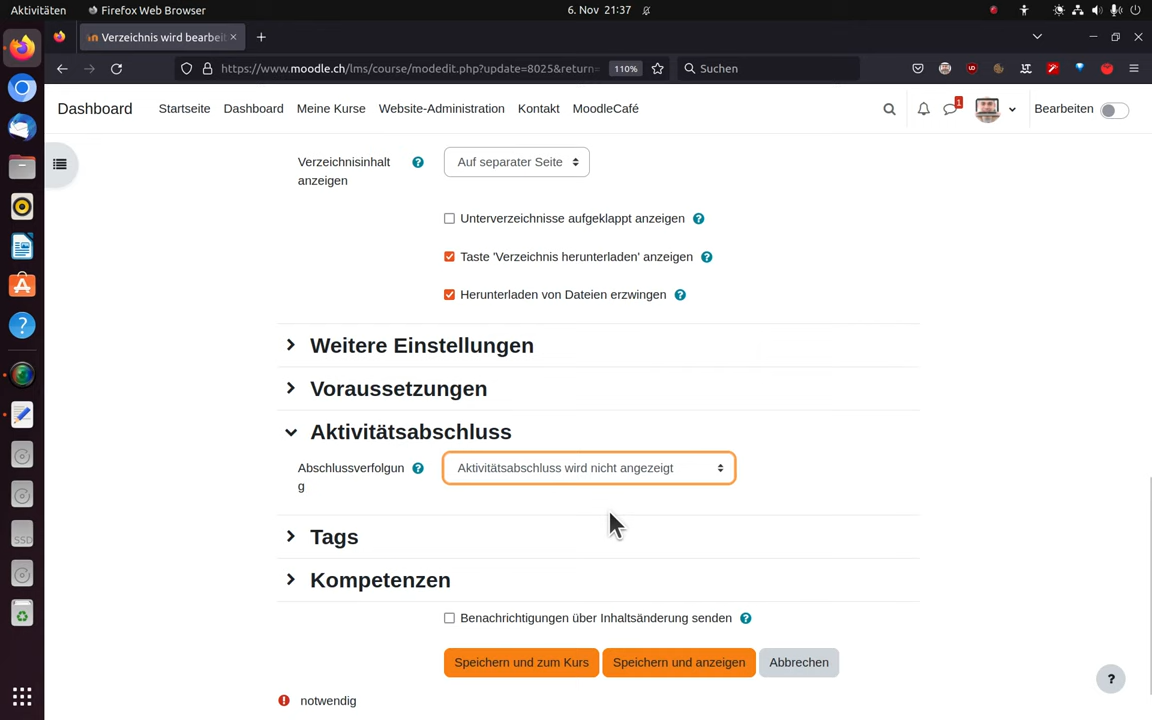 Aktivitäten
Firefox Web Browser
6. Nov 21:37
Verzeichnis wird bearbei
https://www.moodle.ch/lms/course/modedit.php?update=8025&return=
110%
Suchen
Dashboard
Startseite
Dashboard
Meine Kurse
Website-Administration
Kontakt
MoodleCafé
1
Bearbeiten
Verzeichnisinhalt
anzeigen
Auf separater Seite
Unterverzeichnisse aufgeklappt anzeigen
Taste 'Verzeichnis herunterladen' anzeigen
Herunterladen von Dateien erzwingen
Weitere Einstellungen
Voraussetzungen
Aktivitätsabschluss
Abschlussverfolgun
g
Aktivitätsabschluss wird nicht angezeigt
Tags
Kompetenzen
Benachrichtigungen über Inhaltsänderung senden
Speichern und zum Kurs
Speichern und anzeigen
Abbrechen
notwendig
SSD